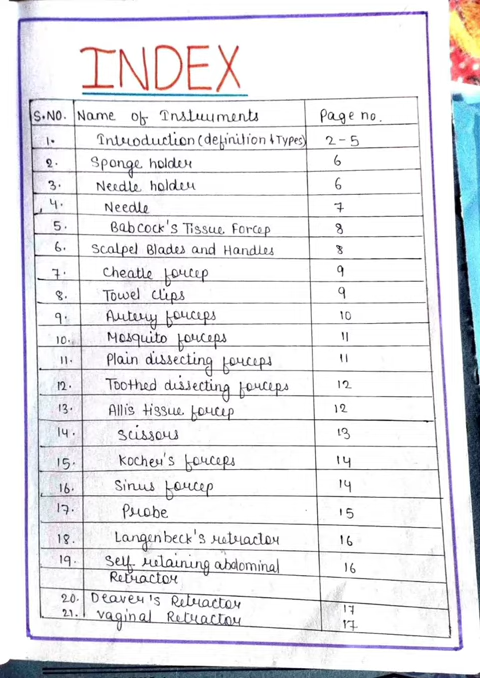 INDEX
S.NO. Name of Instruments Page no.
1. Introduction (definition & Types) 2-5
2. Sponge holder 6
3. Needle holder 6
4. Needle 7
5. Babcock's Tissue Forcep 8
6. Scalpel Blades and Handles 8
7. Cheatle forcep 9
8. Towel clips 9
9. Artery forceps 10
10. Mosquito forceps 11
11. Plain dissecting forceps 11
12. Toothed dissecting forceps 12
13. Allis tissue forcep 12
14. Scissors 13
15. Kocher's forceps 14
16. Sinus forcep 14
17. Probe 15
18. Langenbeck's retractor 16
19. Self retaining abdominal 16
Retractor
20. Deaver's Retractor 17
21. Vaginal Retractor 17